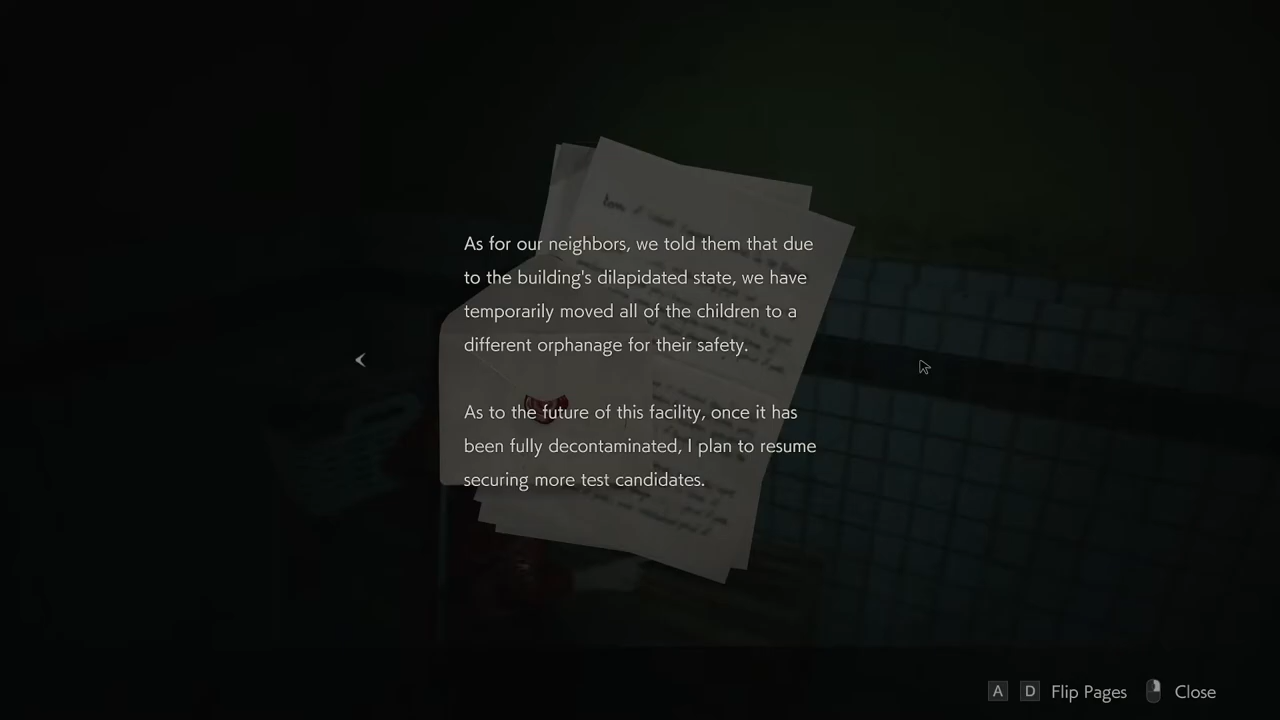 As for our neighbors, we told them that due
to the building's dilapidated state, we have
temporarily moved all of the children to a
different orphanage for their safety.
As to the future of this facility, once it has
been fully decontaminated, I plan to resume
securing more test candidates.
A D Flip Pages Close